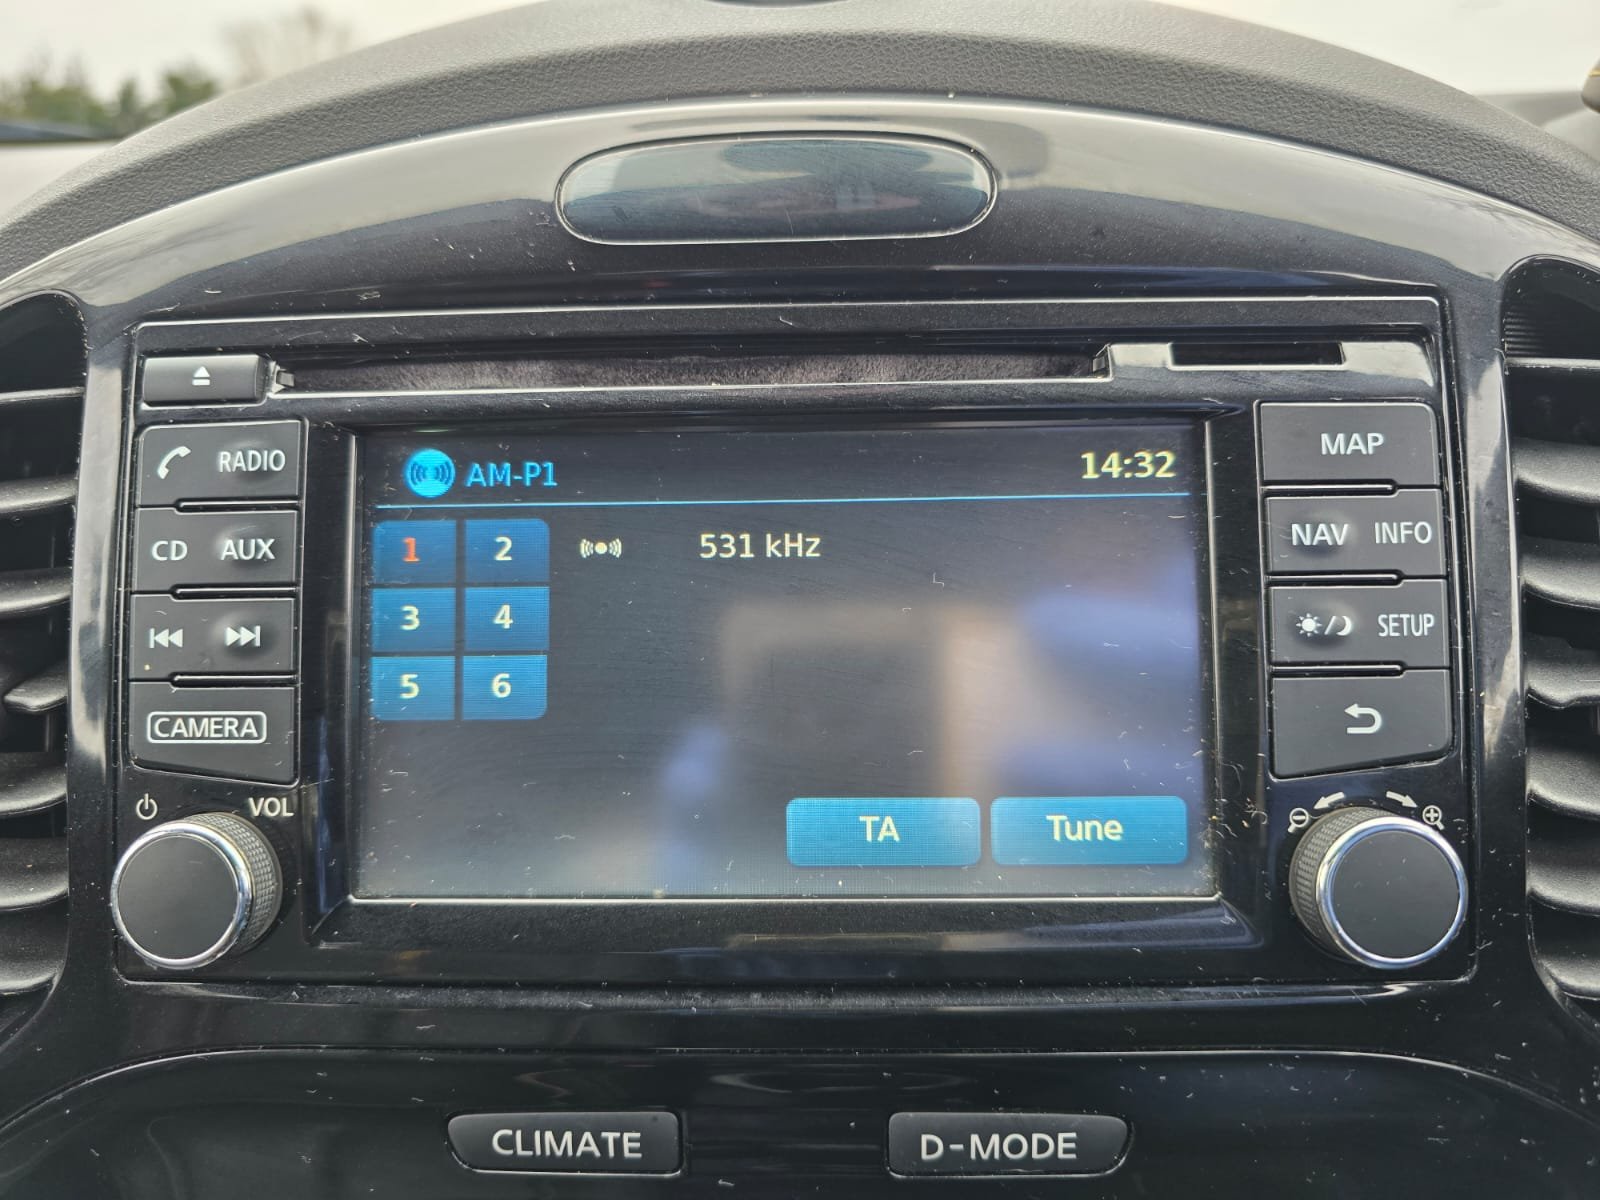 RADIO
CD AUX
CAMERA
VOL
AM-P1 14:32
1 2 531 kHz
3 4
5 6
TA Tune
MAP
NAV INFO
SETUP
CLIMATE D-MODE